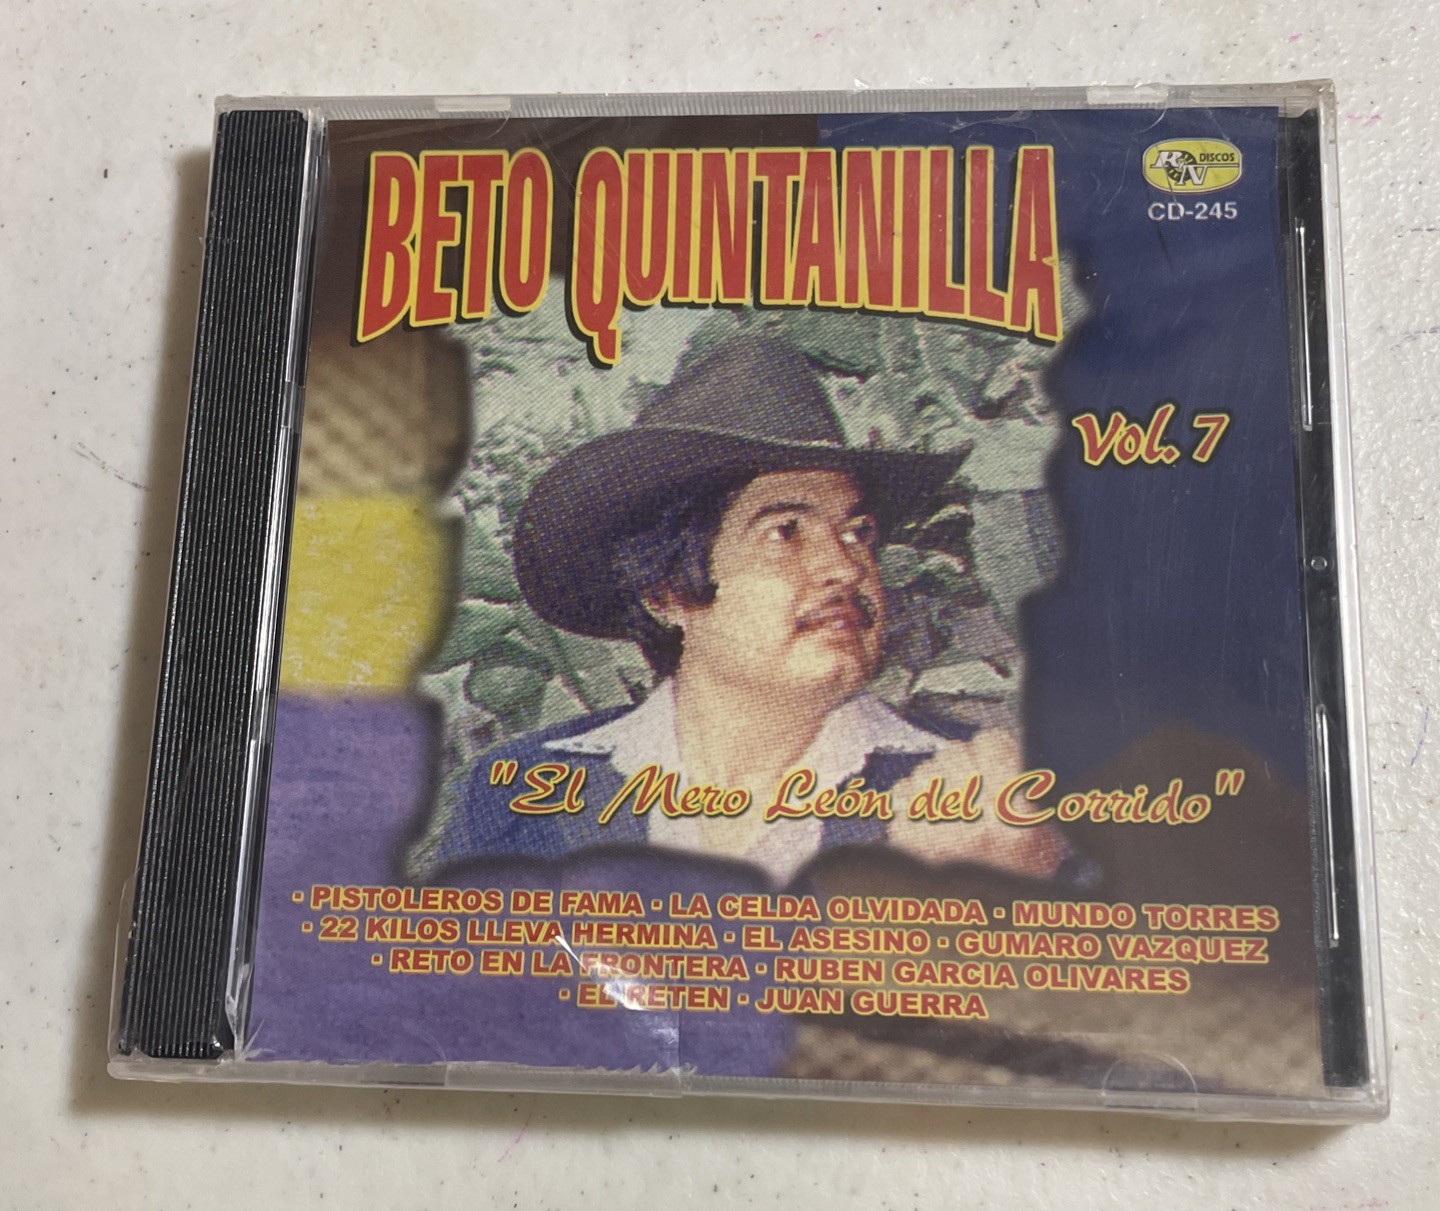 BETO QUINTANILLA
RN DISCOS
CD-245
Vol. 7
"El Mero León del Corrido"
· PISTOLEROS DE FAMA · LA CELDA OLVIDADA · MUNDO TORRES
· 22 KILOS LLEVA HERMINA · EL ASESINO · GUMARO VAZQUEZ
· RETO EN LA FRONTERA · RUBEN GARCIA OLIVARES
· EL RETEN · JUAN GUERRA